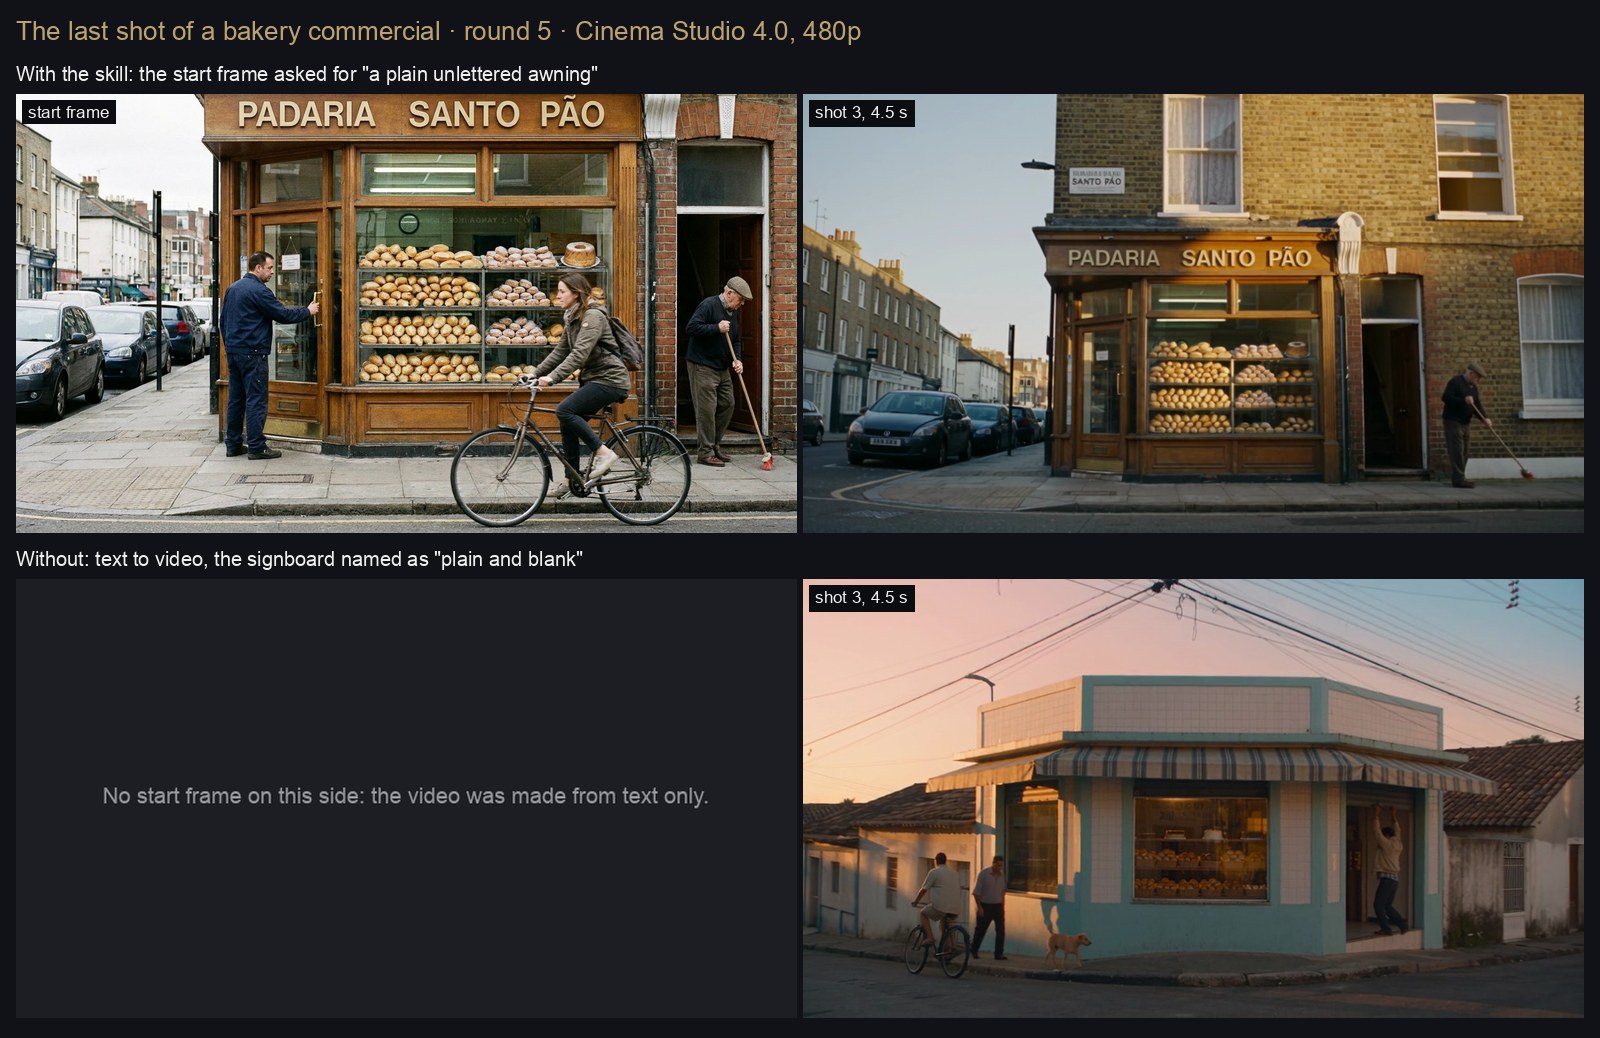 The last shot of a bakery commercial · round 5 · Cinema Studio 4.0, 480p
With the skill: the start frame asked for "a plain unlettered awning"
start frame
PADARIA SANTO PÃO
shot 3, 4.5 s
SANTO PÃO
PADARIA SANTO PÃO
Without: text to video, the signboard named as "plain and blank"
No start frame on this side: the video was made from text only.
shot 3, 4.5 s